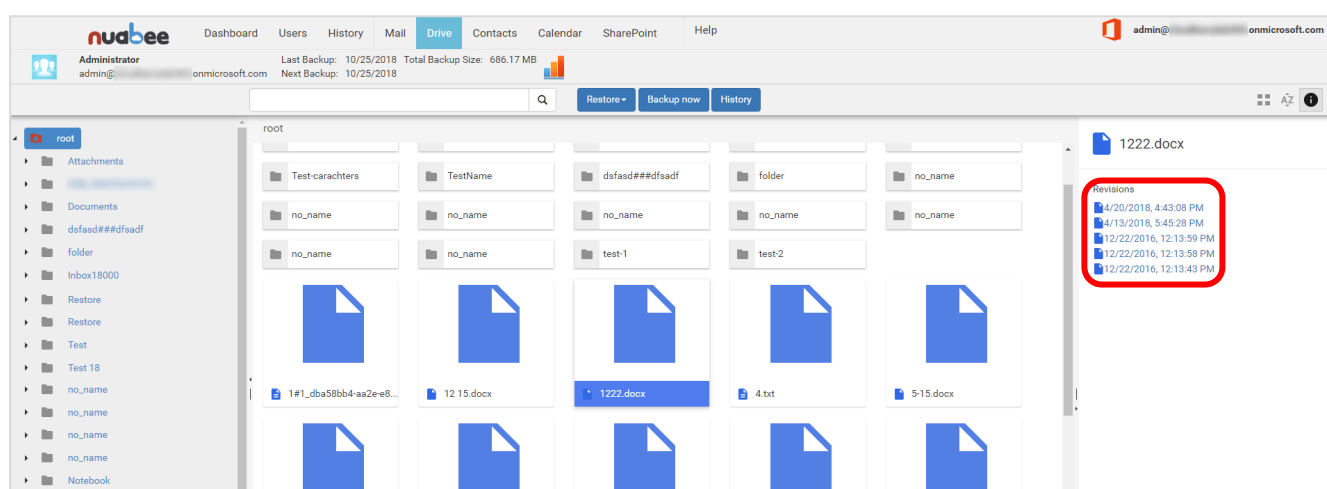 nuabee Dashboard Users History Mail Drive Contacts Calendar SharePoint Help admin@ onmicrosoft.com
Administrator Last Backup: 10/25/2018 Total Backup Size: 686.17 MB
admin@ onmicrosoft.com Next Backup: 10/25/2018
Restore Backup now History AZ
root
Attachments
Documents
dsfasd###dfsadf
folder
Inbox18000
Restore
Restore
Test
Test 18
no_name
no_name
no_name
no_name
Notebook
root
Test-carachters TestName dsfasd###dfsadf folder no_name
no_name no_name no_name no_name no_name
no_name no_name test-1 test-2
1#1_dba58bb4-aa2e-e8... 12 15.docx 1222.docx 4.txt 5-15.docx
1222.docx
Revisions
4/20/2018, 4:43:08 PM
4/13/2018, 5:45:28 PM
12/22/2016, 12:13:59 PM
12/22/2016, 12:13:58 PM
12/22/2016, 12:13:43 PM